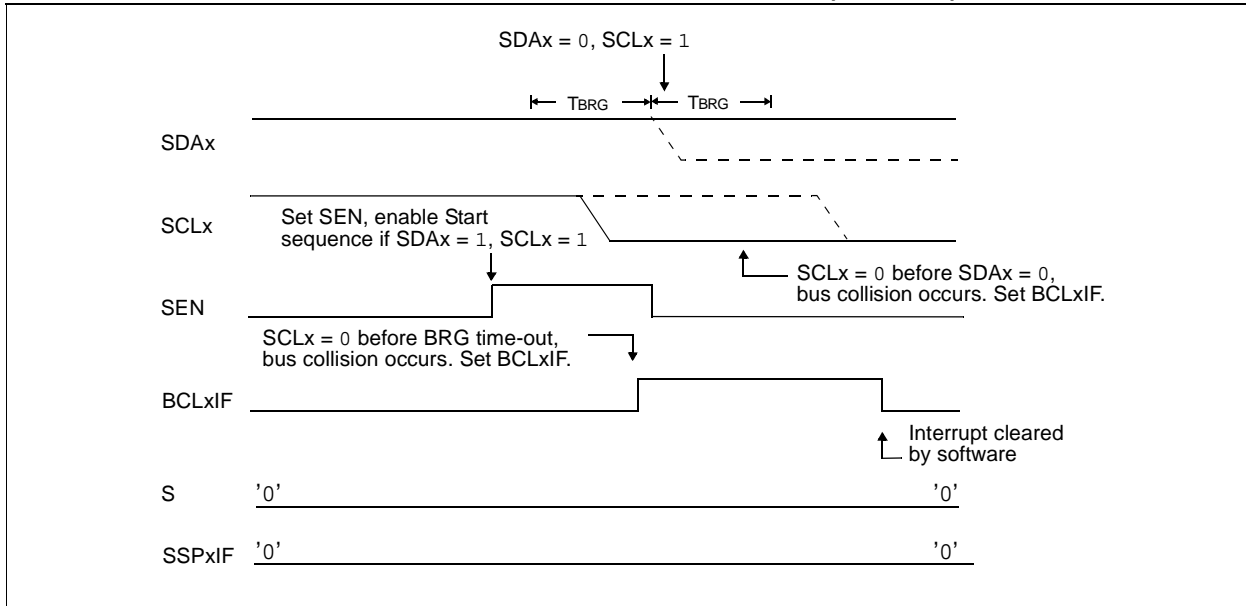 SDAx = 0, SCLx = 1
TBRG TBRG
SDAx
SCLx
Set SEN, enable Start
sequence if SDAx = 1, SCLx = 1
SCLx = 0 before SDAx = 0,
bus collision occurs. Set BCLxIF.
SEN
SCLx = 0 before BRG time-out,
bus collision occurs. Set BCLxIF.
BCLxIF
Interrupt cleared
by software
S '0' '0'
SSPxIF '0' '0'